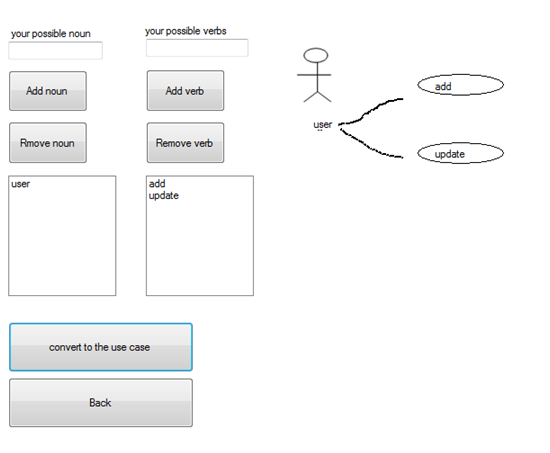 your possible noun
your possible verbs
Add noun
Add verb
Rmove noun
Remove verb
user
add
update
convert to the use case
Back
user
add
update